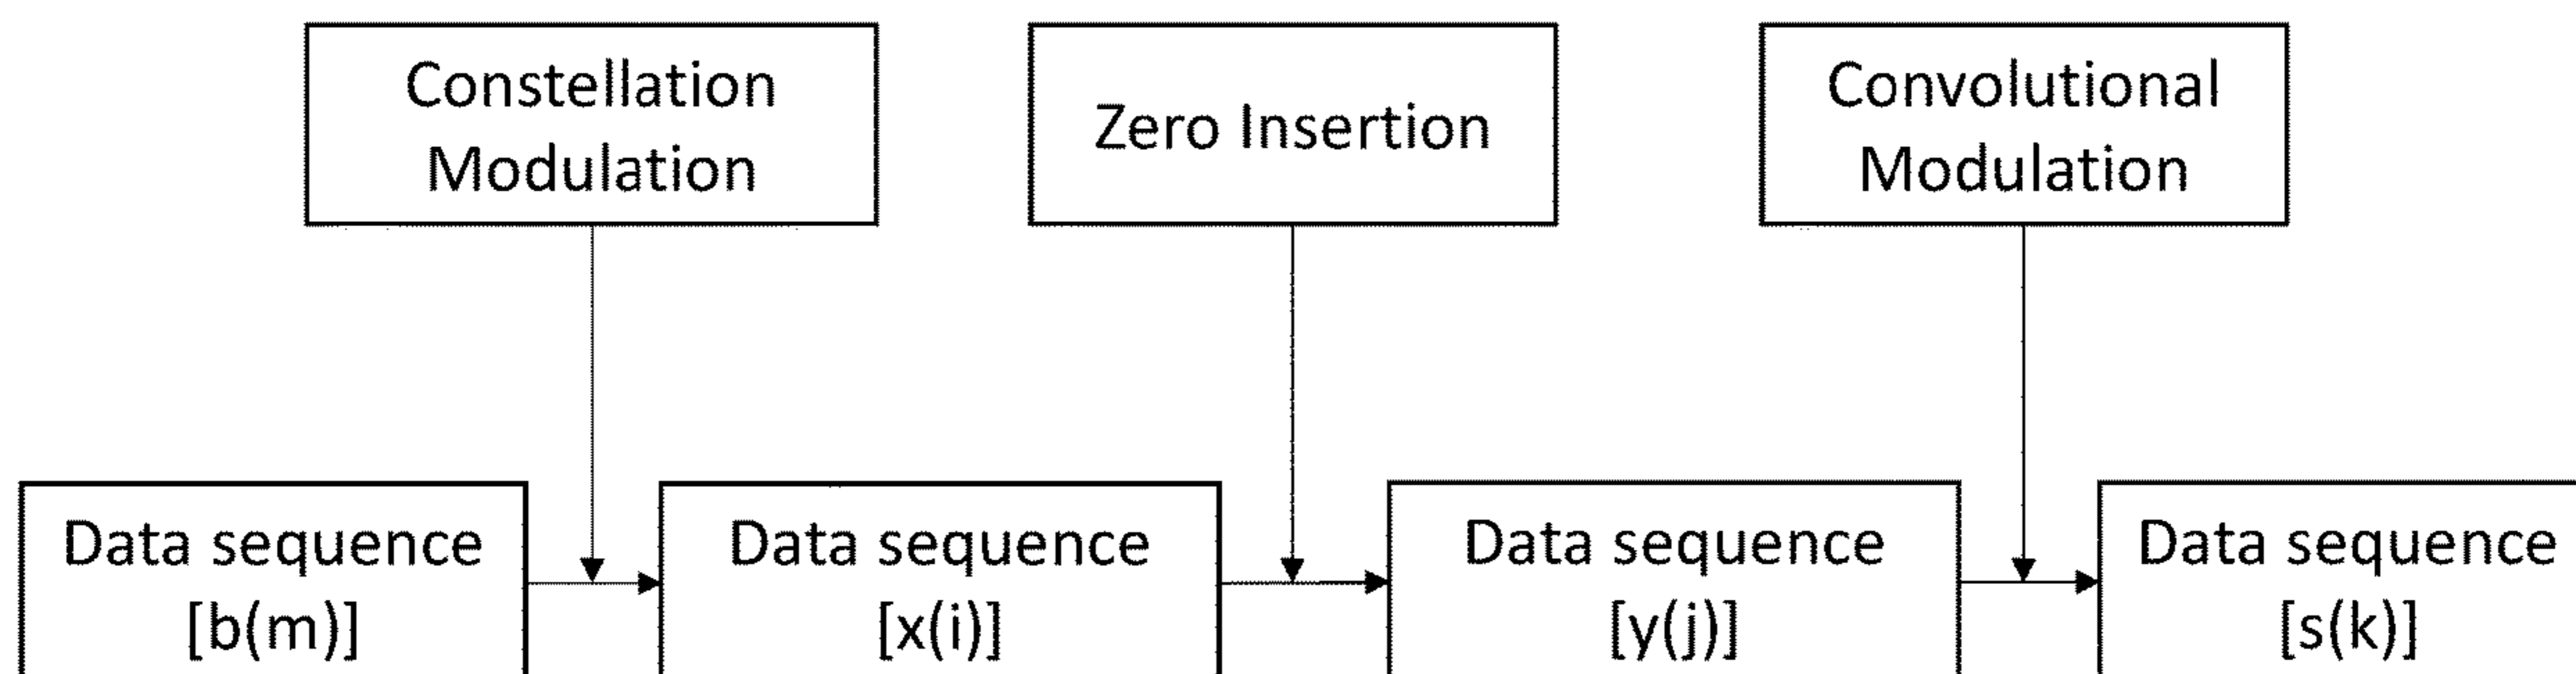 Constellation
Modulation
Zero Insertion
Convolutional
Modulation
Data sequence
[b(m)]
Data sequence
[x(i)]
Data sequence
[y(j)]
Data sequence
[s(k)]